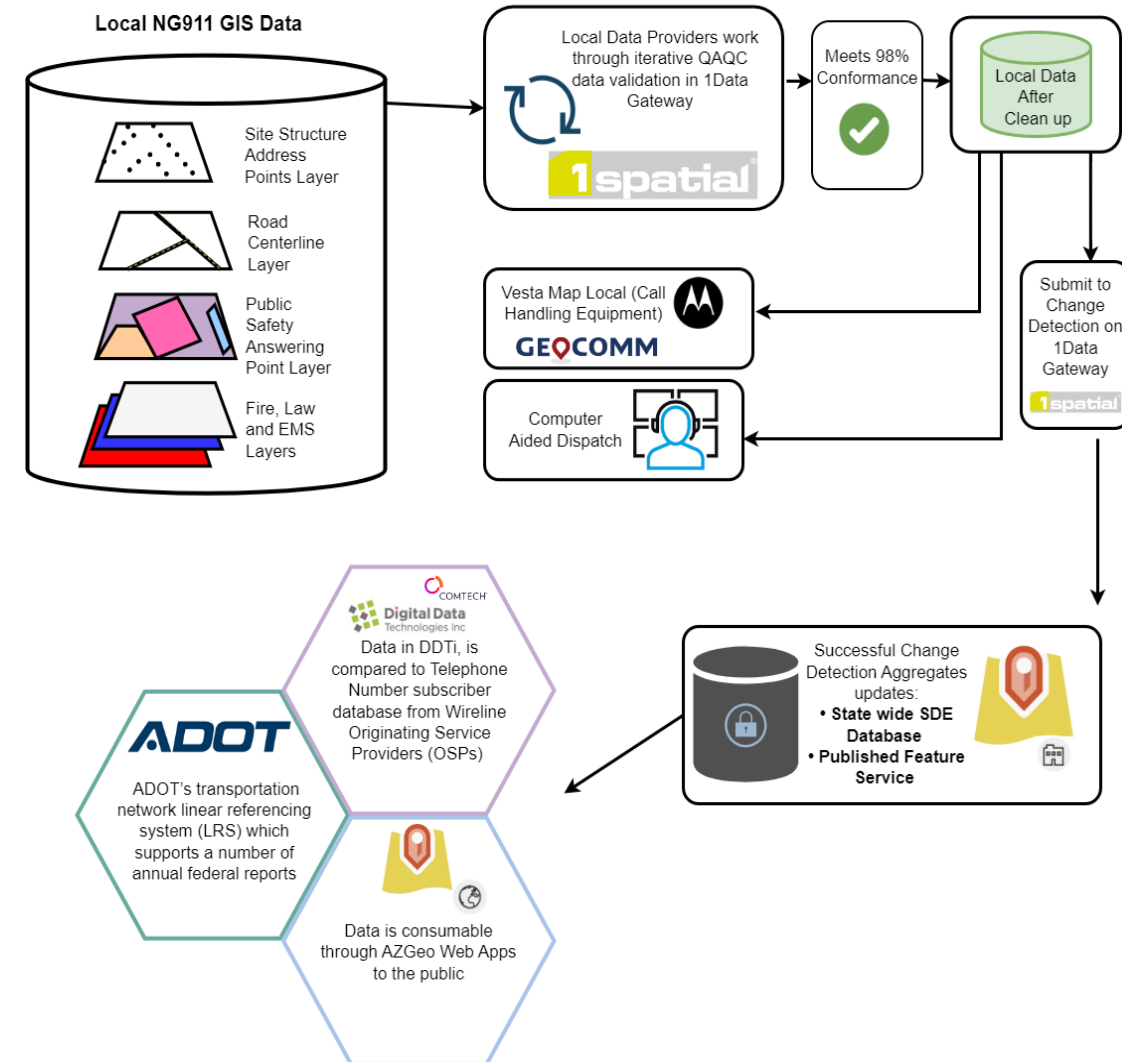 Local NG911 GIS Data
Site Structure
Address
Points Layer
Road
Centerline
Layer
Public
Safety
Answering
Point Layer
Fire, Law
and EMS
Layers
Local Data Providers work
through iterative QAQC
data validation in 1Data
Gateway
1spatial
Meets 98%
Conformance
Local Data
After
Clean up
Vesta Map Local (Call
Handling Equipment)
GEOCOMM
Computer
Aided Dispatch
Submit to
Change
Detection on
1Data
Gateway
1spatial
Successful Change
Detection Aggregates
updates:
• State wide SDE
Database
• Published Feature
Service
COMTECH
Digital Data
Technologies Inc
Data in DDTi, is
compared to Telephone
Number subscriber
database from Wireline
Originating Service
Providers (OSPs)
ADOT
ADOT's transportation
network linear referencing
system (LRS) which
supports a number of
annual federal reports
Data is consumable
through AZGeo Web Apps
to the public